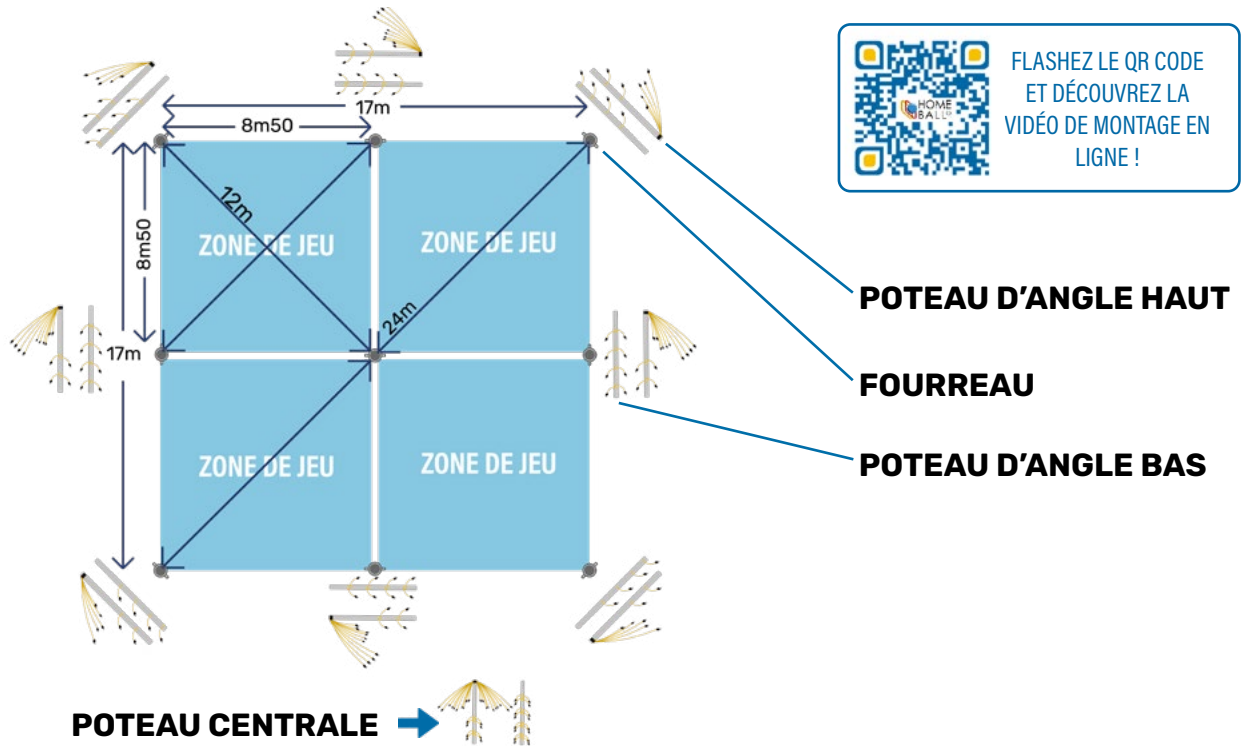 FLASHEZ LE QR CODE
ET DÉCOUVREZ LA
VIDÉO DE MONTAGE EN
LIGNE !
HOME
BALL
17m
8m50
12m
8m50
ZONE DE JEU
ZONE DE JEU
24m
17m
POTEAU D'ANGLE HAUT
FOURREAU
POTEAU D'ANGLE BAS
ZONE DE JEU
ZONE DE JEU
POTEAU CENTRALE